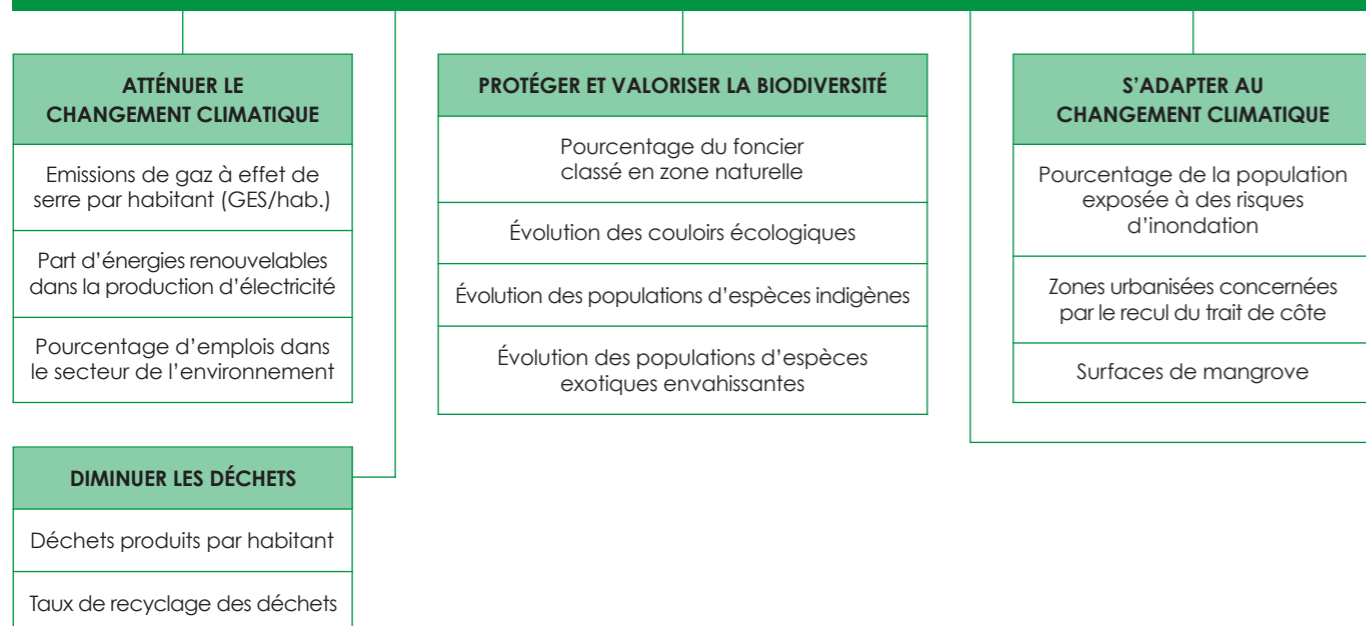 ATTÉNUER LE
CHANGEMENT CLIMATIQUE
Emissions de gaz à effet de
serre par habitant (GES/hab.)
Part d’énergies renouvelables
dans la production d’électricité
Pourcentage d’emplois dans
le secteur de l’environnement
DIMINUER LES DÉCHETS
Déchets produits par habitant
Taux de recyclage des déchets
PROTÉGER ET VALORISER LA BIODIVERSITÉ
Pourcentage du foncier
classé en zone naturelle
Évolution des couloirs écologiques
Évolution des populations d’espèces indigènes
Évolution des populations d’espèces
exotiques envahissantes
S’ADAPTER AU
CHANGEMENT CLIMATIQUE
Pourcentage de la population
exposée à des risques
d’inondation
Zones urbanisées concernées
par le recul du trait de côte
Surfaces de mangrove